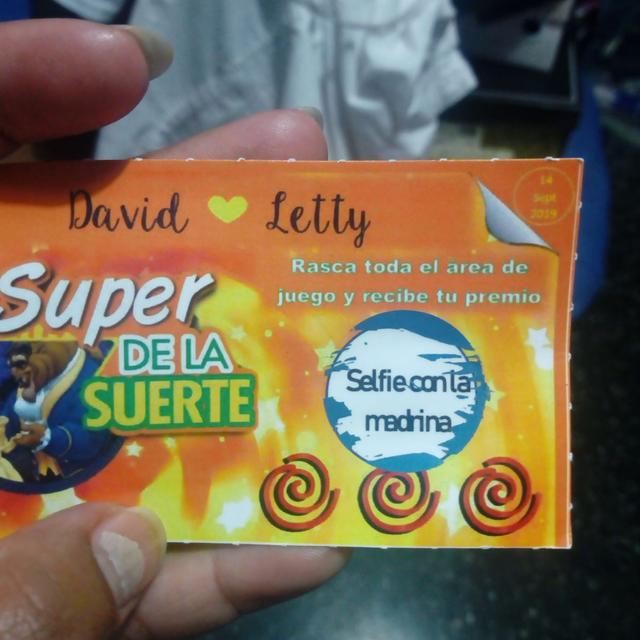 David Letty
14
Sept
2019
Super
DE LA
SUERTE
Rasca toda el área de
juego y recibe tu premio
Selfie con la
madrina